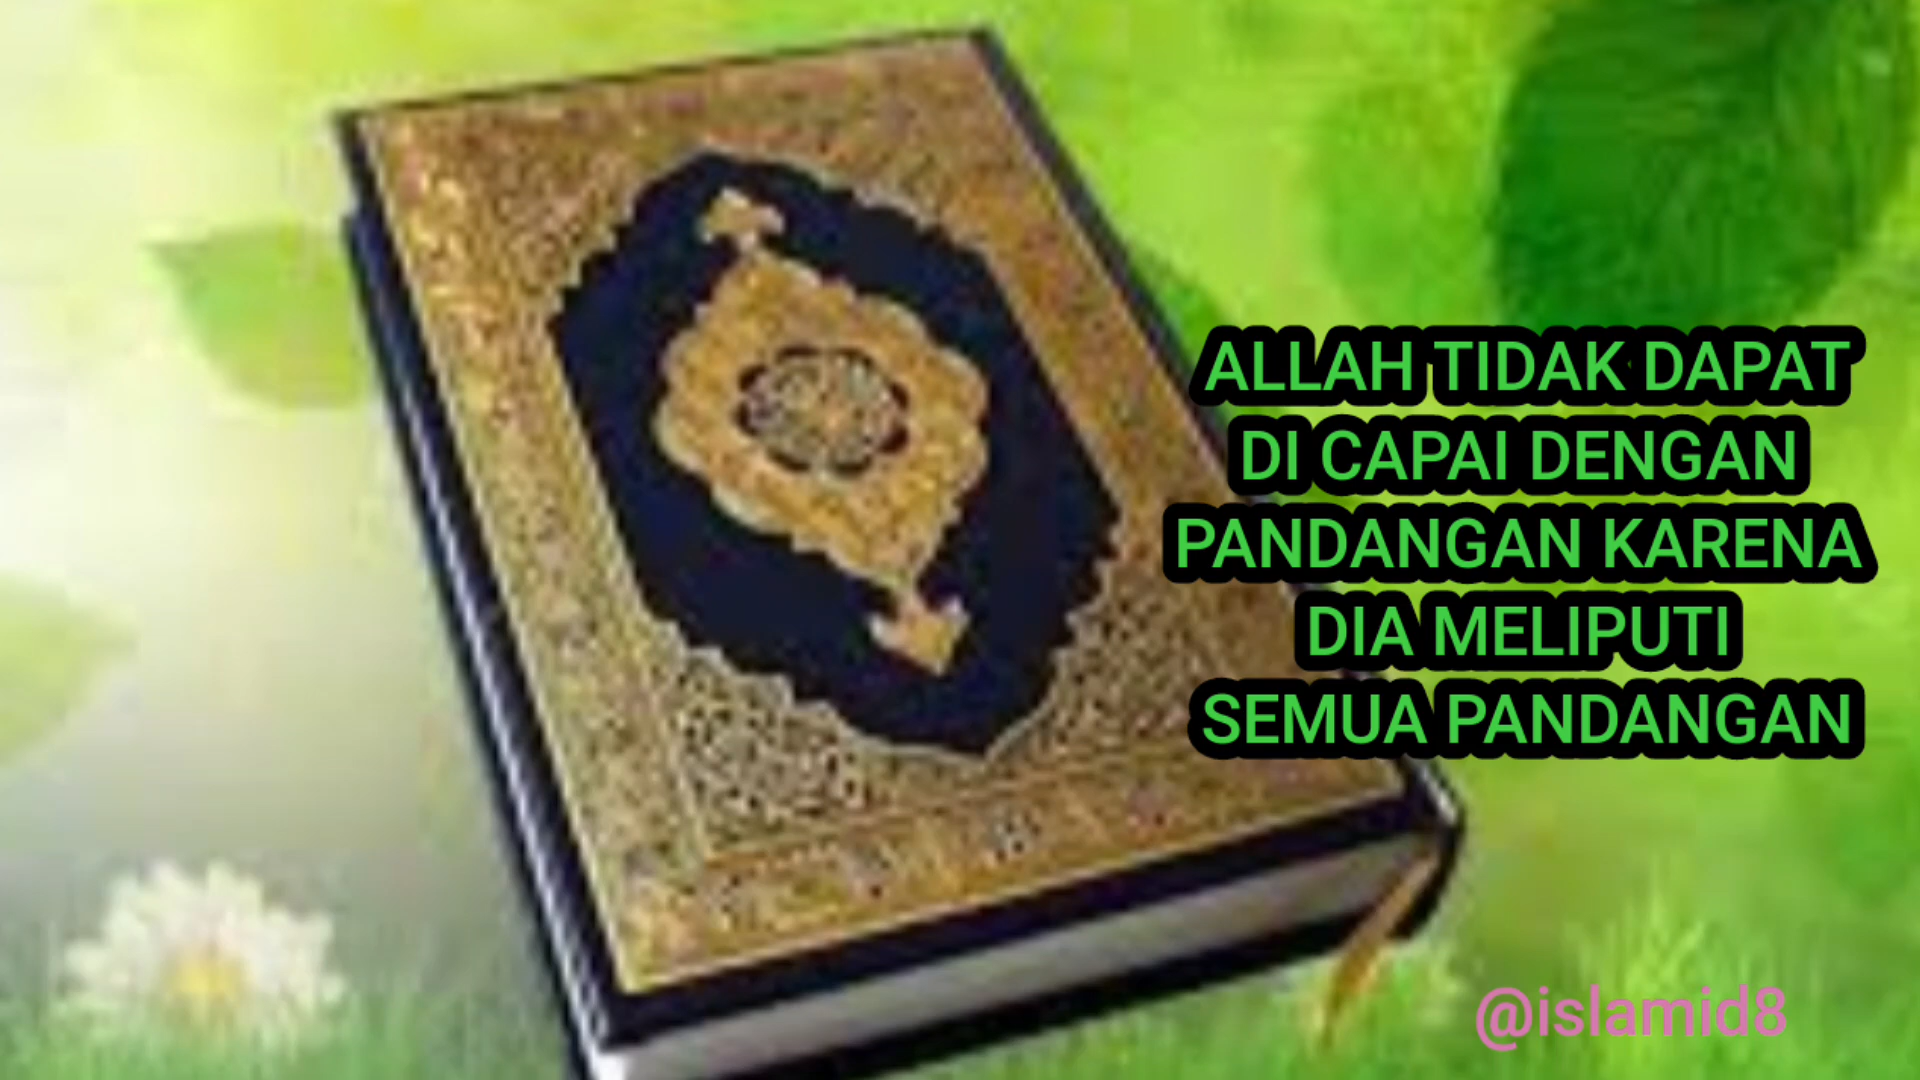 ALLAH TIDAK DAPAT
DI CAPAI DENGAN
PANDANGAN KARENA
DIA MELIPUTI
SEMUA PANDANGAN
@islamid8